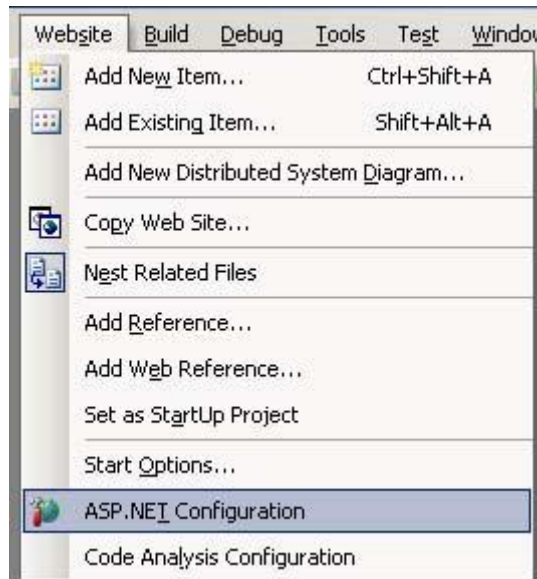 Website Build Debug Tools Test Windo
Add New Item... Ctrl+Shift+A
Add Existing Item... Shift+Alt+A
Add New Distributed System Diagram...
Copy Web Site...
Nest Related Files
Add Reference...
Add Web Reference...
Set as StartUp Project
Start Options...
ASP.NET Configuration
Code Analysis Configuration